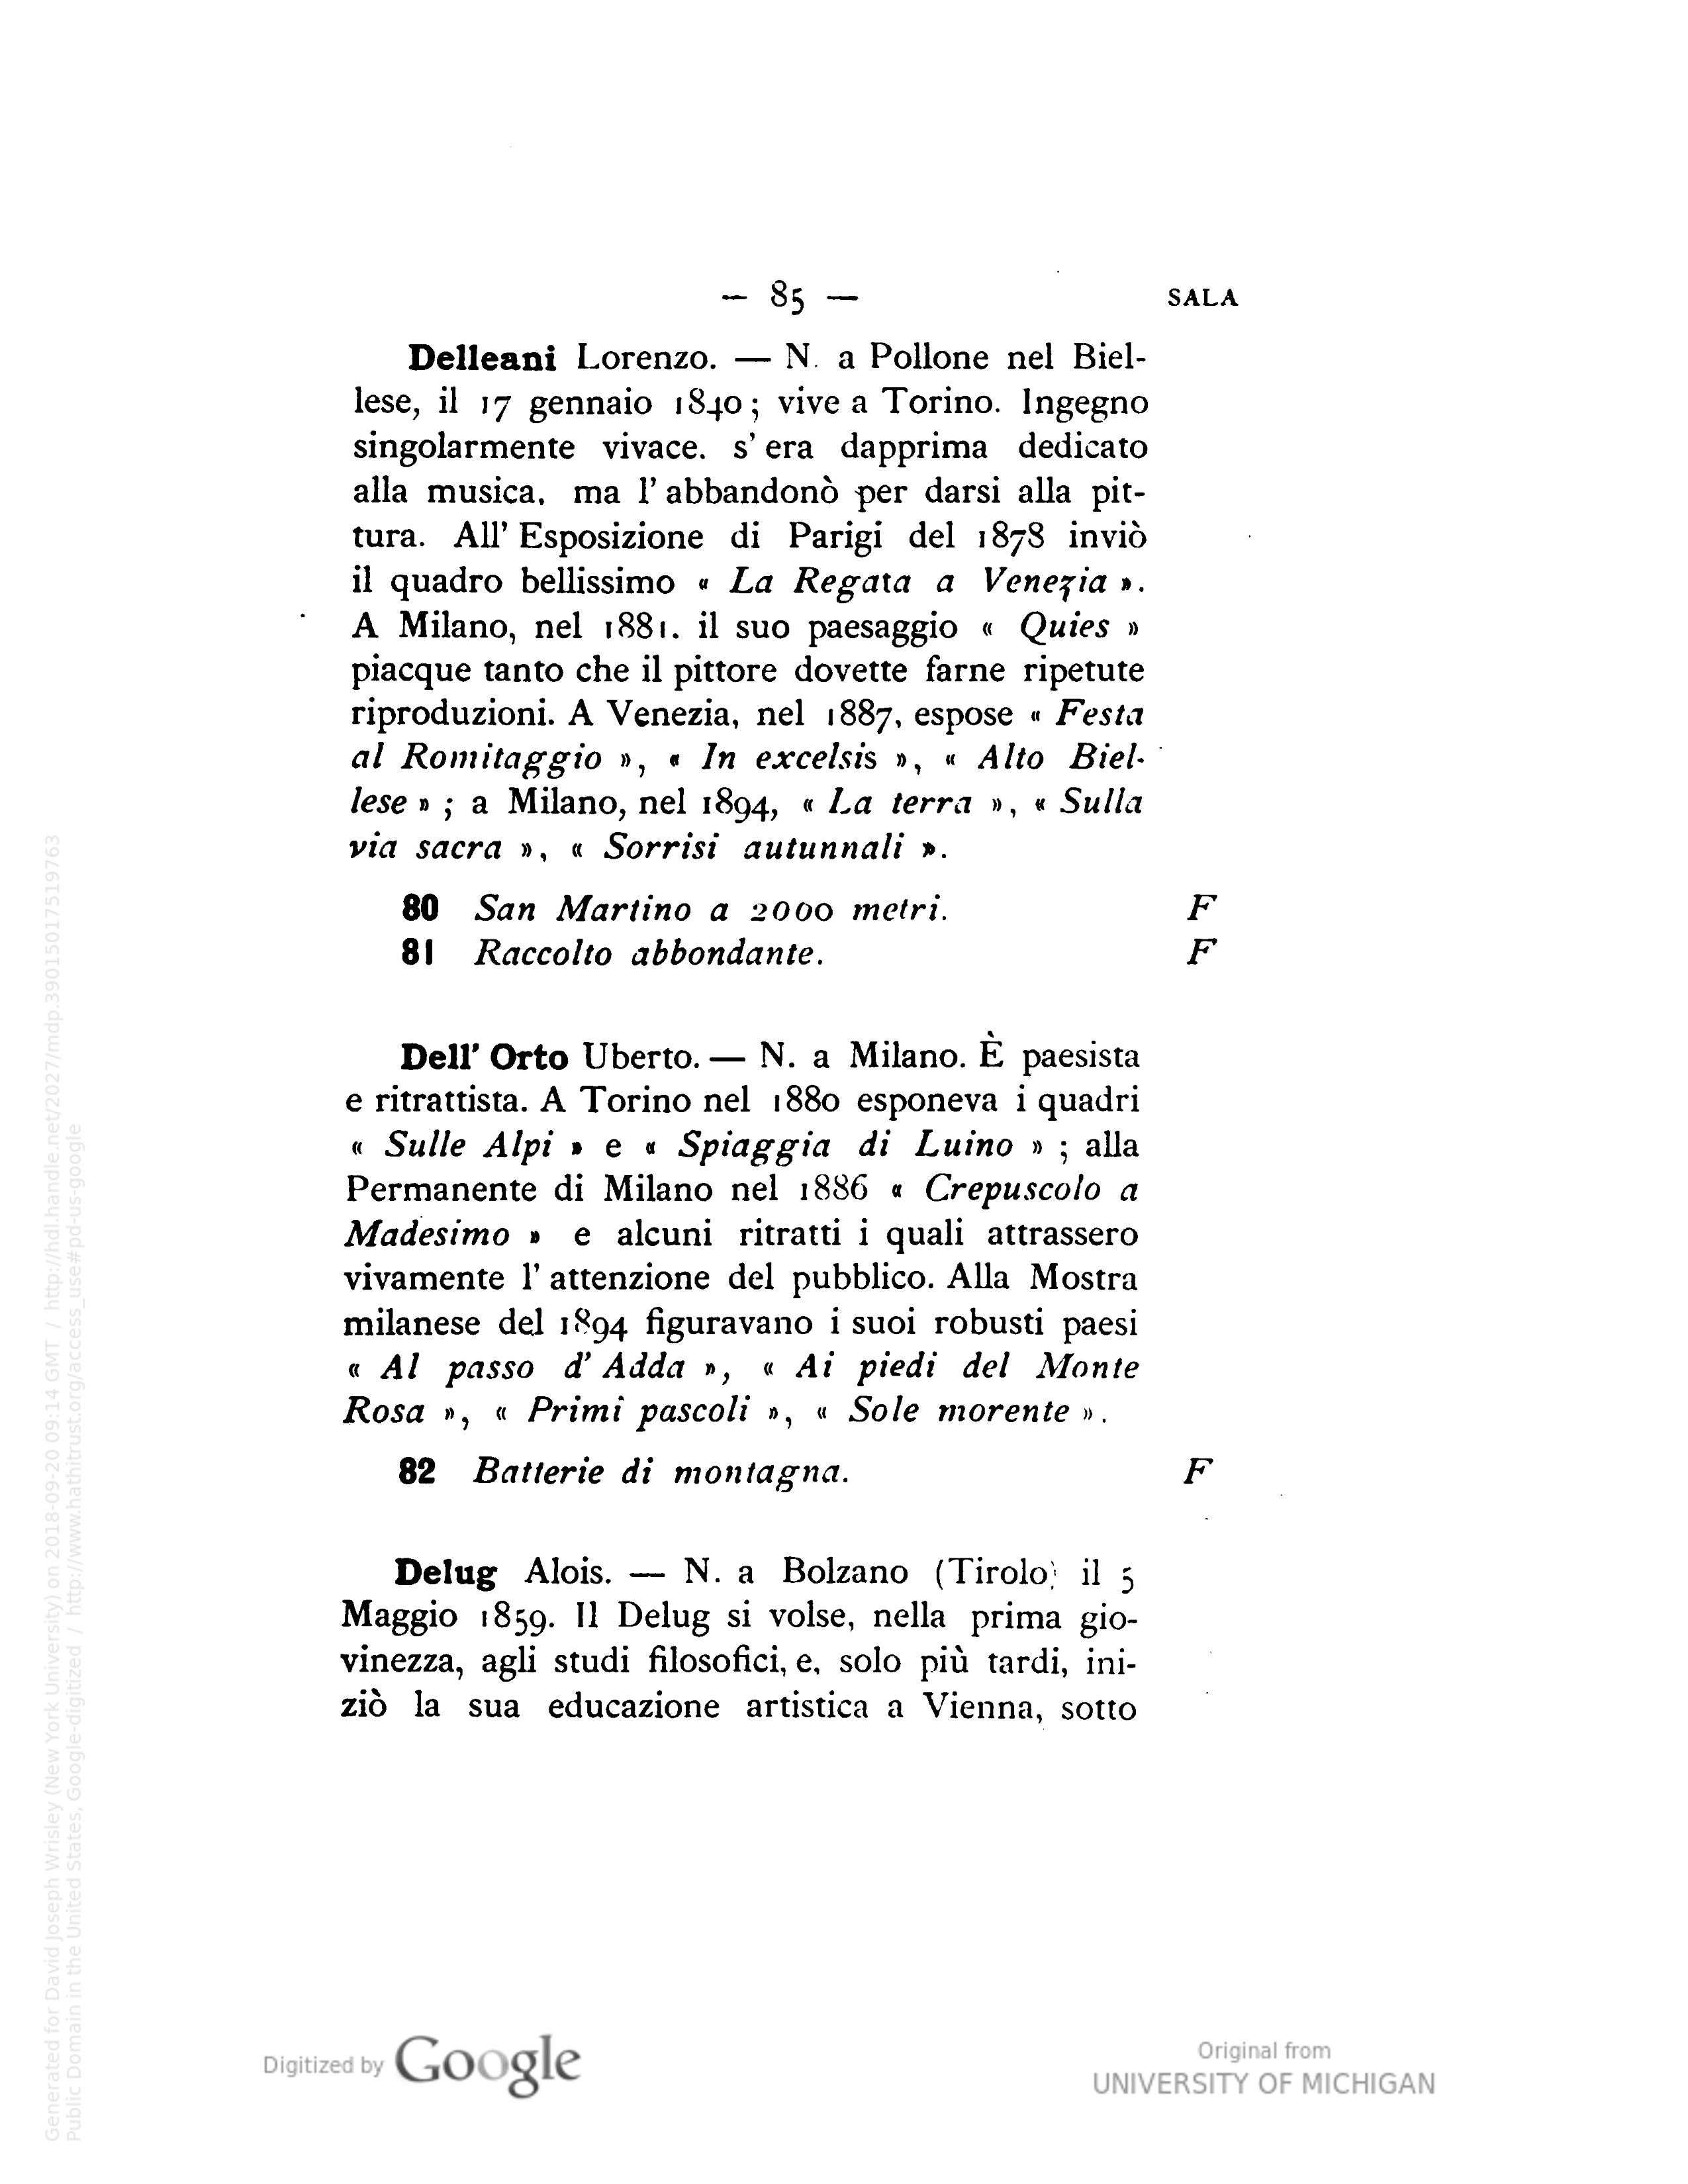 — 85 —
SALA
Delleani Lorenzo. — N. a Pollone nel Biel-
lese, il 17 gennaio 1840; vive a Torino. Ingegno
singolarmente vivace. s' era dapprima dedicato
alla musica, ma l' abbandonò per darsi alla pit-
tura. All' Esposizione di Parigi del 1878 inviò
il quadro bellissimo « La Regata a Venezia ».
A Milano, nel 1881. il suo paesaggio « Quies »
piacque tanto che il pittore dovette farne ripetute
riproduzioni. A Venezia, nel 1887, espose « Festa
al Romitaggio », « In excelsis », « Alto Biel-
lese » ; a Milano, nel 1894, « La terra », « Sulla
via sacra », « Sorrisi autunnali ».
80 San Martino a 2000 metri. F
81 Raccolto abbondante. F
Dell' Orto Uberto. — N. a Milano. È paesista
e ritrattista. A Torino nel 1880 esponeva i quadri
« Sulle Alpi » e « Spiaggia di Luino » ; alla
Permanente di Milano nel 1886 « Crepuscolo a
Madesimo » e alcuni ritratti i quali attrassero
vivamente l' attenzione del pubblico. Alla Mostra
milanese del 1894 figuravano i suoi robusti paesi
« Al passo d' Adda », « Ai piedi del Monte
Rosa », « Primi pascoli », « Sole morente ».
82 Batterie di montagna. F
Delug Alois. — N. a Bolzano (Tirolo) il 5
Maggio 1859. Il Delug si volse, nella prima gio-
vinezza, agli studi filosofici, e, solo più tardi, ini-
ziò la sua educazione artistica a Vienna, sotto
Generated for David Joseph Wrisley (New York University) on 2018-09-20 09:14 GMT / http://hdl.handle.net/2027/mdp.39015017519763
Public Domain in the United States, Google-digitized / http://www.hathitrust.org/access_use#pd-us-google
Digitized by Google
Original from
UNIVERSITY OF MICHIGAN